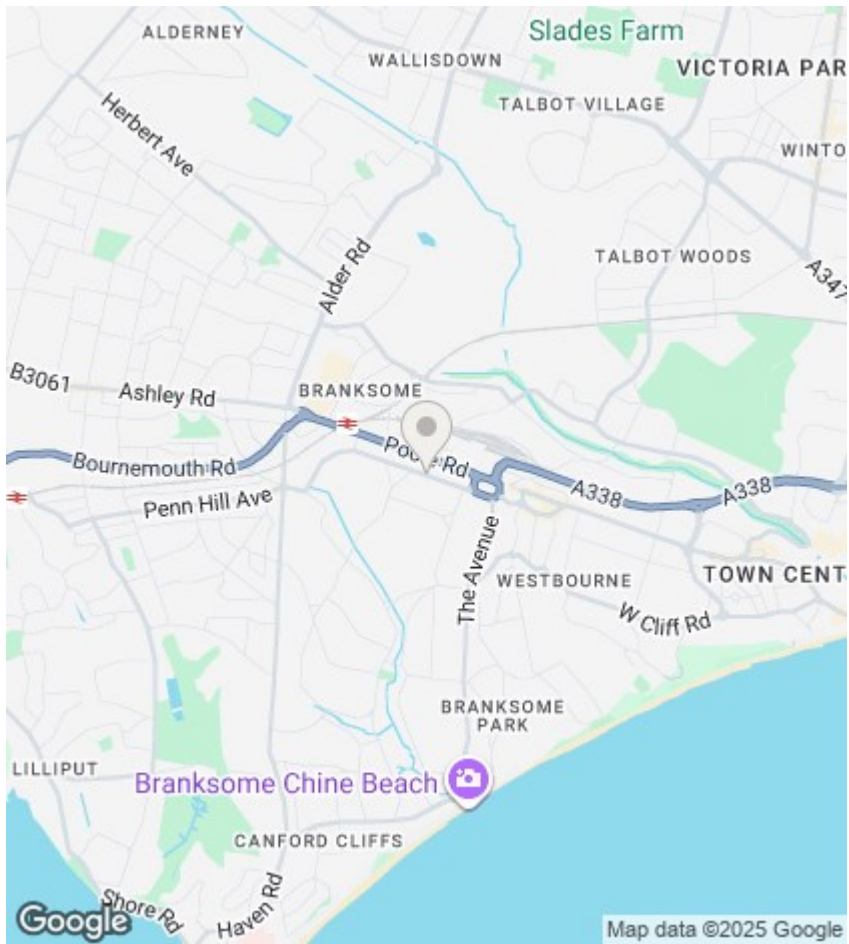 ALDERNEY
Slades Farm
WALLISDOWN
VICTORIA PAR
TALBOT VILLAGE
Herbert Ave
WINTO
Alder Rd
TALBOT WOODS
A347
B3061
Ashley Rd
BRANKSOME
Poole Rd
Bournemouth Rd
A338
A338
Penn Hill Ave
The Avenue
WESTBOURNE
TOWN CENT
W Cliff Rd
BRANKSOME
PARK
LILLIPUT
Branksome Chine Beach
CANFORD CLIFFS
Shore Rd
Haven Rd
Google
Map data ©2025 Google